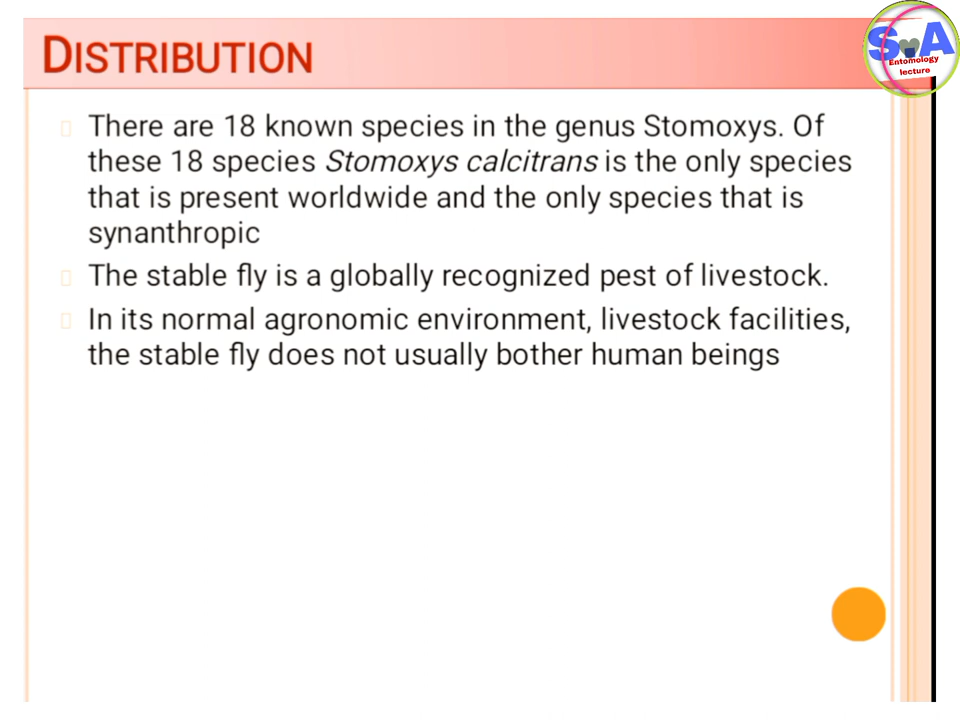 DISTRIBUTION
S A
Entomology
lecture
There are 18 known species in the genus Stomoxys. Of
these 18 species Stomoxys calcitrans is the only species
that is present worldwide and the only species that is
synanthropic
The stable fly is a globally recognized pest of livestock.
In its normal agronomic environment, livestock facilities,
the stable fly does not usually bother human beings